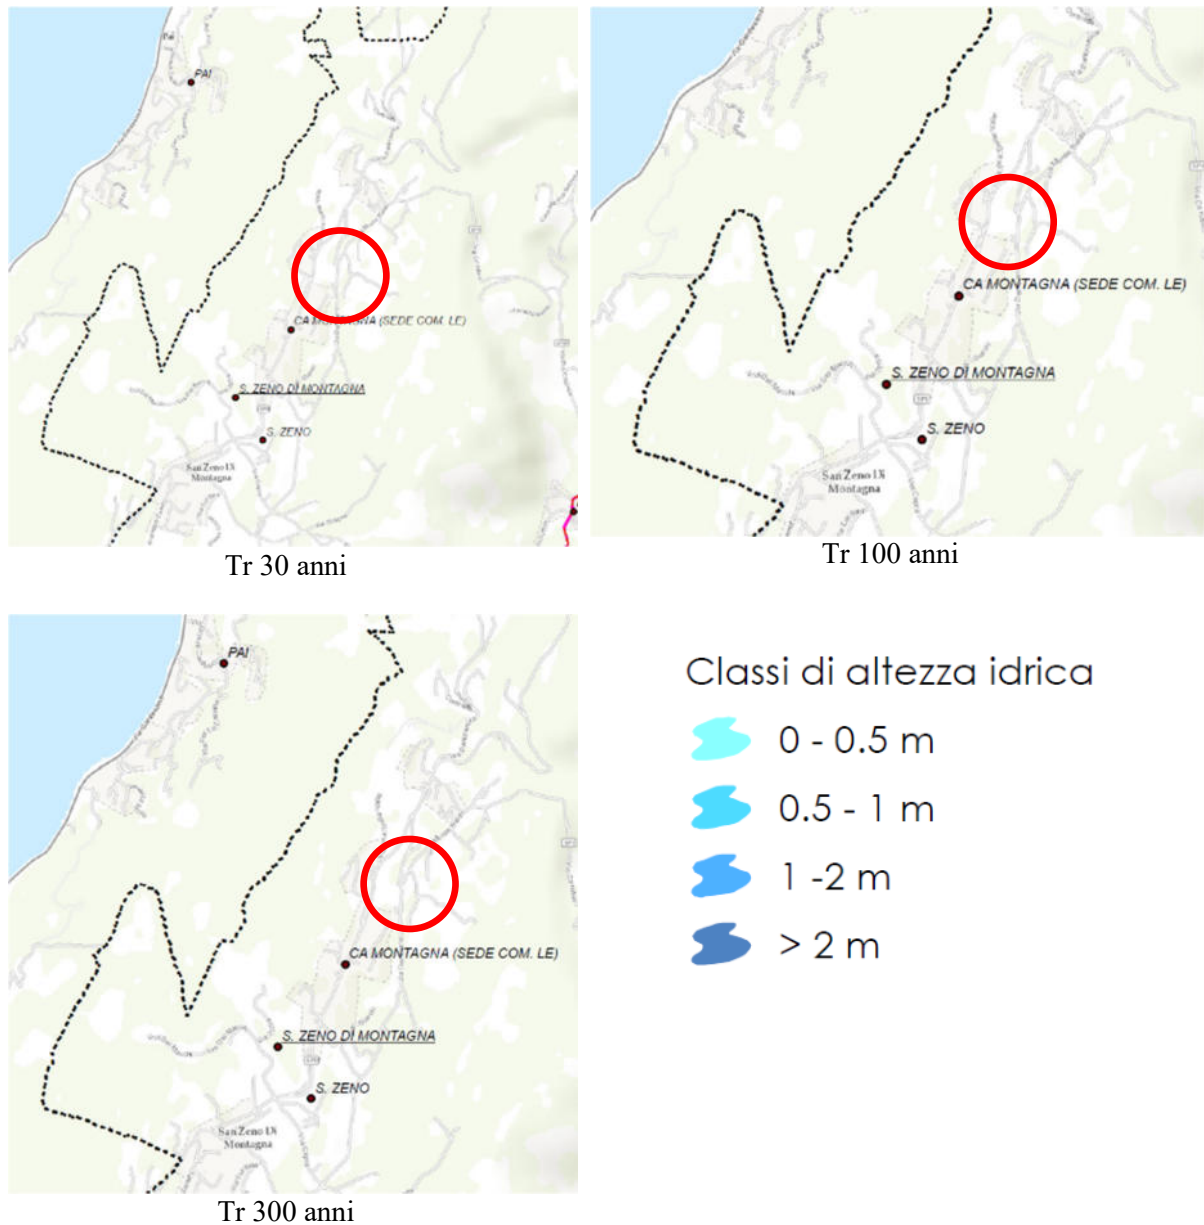 PAI
CA MONTAGNA (SEDE COM. LE)
S. ZENO DI MONTAGNA
S. ZENO
San Zeno Di
Montagna
Tr 30 anni
CA MONTAGNA (SEDE COM. LE)
S. ZENO DI MONTAGNA
S. ZENO
San Zeno Di
Montagna
Tr 100 anni
PAI
CA MONTAGNA (SEDE COM. LE)
S. ZENO DI MONTAGNA
S. ZENO
San Zeno Di
Montagna
Tr 300 anni
Classi di altezza idrica
0 - 0.5 m
0.5 - 1 m
1 -2 m
> 2 m